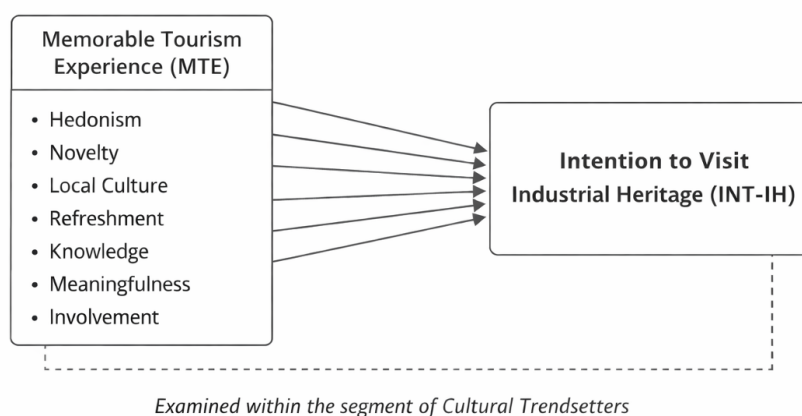 Memorable Tourism
Experience (MTE)
• Hedonism
• Novelty
• Local Culture
• Refreshment
• Knowledge
• Meaningfulness
• Involvement
Intention to Visit
Industrial Heritage (INT-IH)
Examined within the segment of Cultural Trendsetters